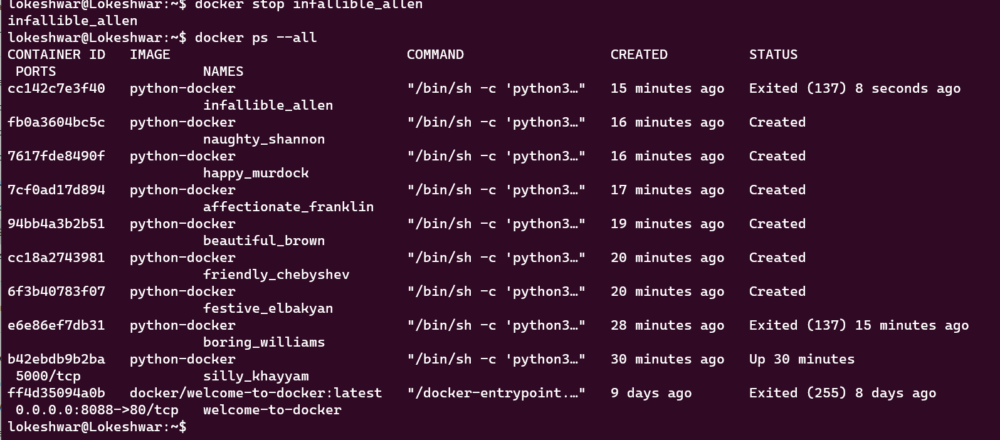 lokeshwar@Lokeshwar:~$ docker stop infallible_allen
infallible_allen
lokeshwar@Lokeshwar:~$ docker ps --all
CONTAINER ID   IMAGE                             COMMAND                  CREATED          STATUS
 PORTS                  NAMES
cc142c7e3f40   python-docker                     "/bin/sh -c 'python3…"   15 minutes ago   Exited (137) 8 seconds ago
                        infallible_allen
fb0a3604bc5c   python-docker                     "/bin/sh -c 'python3…"   16 minutes ago   Created
                        naughty_shannon
7617fde8490f   python-docker                     "/bin/sh -c 'python3…"   16 minutes ago   Created
                        happy_murdock
7cf0ad17d894   python-docker                     "/bin/sh -c 'python3…"   17 minutes ago   Created
                        affectionate_franklin
94bb4a3b2b51   python-docker                     "/bin/sh -c 'python3…"   19 minutes ago   Created
                        beautiful_brown
cc18a2743981   python-docker                     "/bin/sh -c 'python3…"   20 minutes ago   Created
                        friendly_chebyshev
6f3b40783f07   python-docker                     "/bin/sh -c 'python3…"   20 minutes ago   Created
                        festive_elbakyan
e6e86ef7db31   python-docker                     "/bin/sh -c 'python3…"   28 minutes ago   Exited (137) 15 minutes ago
                        boring_williams
b42ebdb9b2ba   python-docker                     "/bin/sh -c 'python3…"   30 minutes ago   Up 30 minutes
 5000/tcp               silly_khayyam
ff4d35094a0b   docker/welcome-to-docker:latest   "/docker-entrypoint.…"   9 days ago       Exited (255) 8 days ago
 0.0.0.0:8088->80/tcp   welcome-to-docker
lokeshwar@Lokeshwar:~$